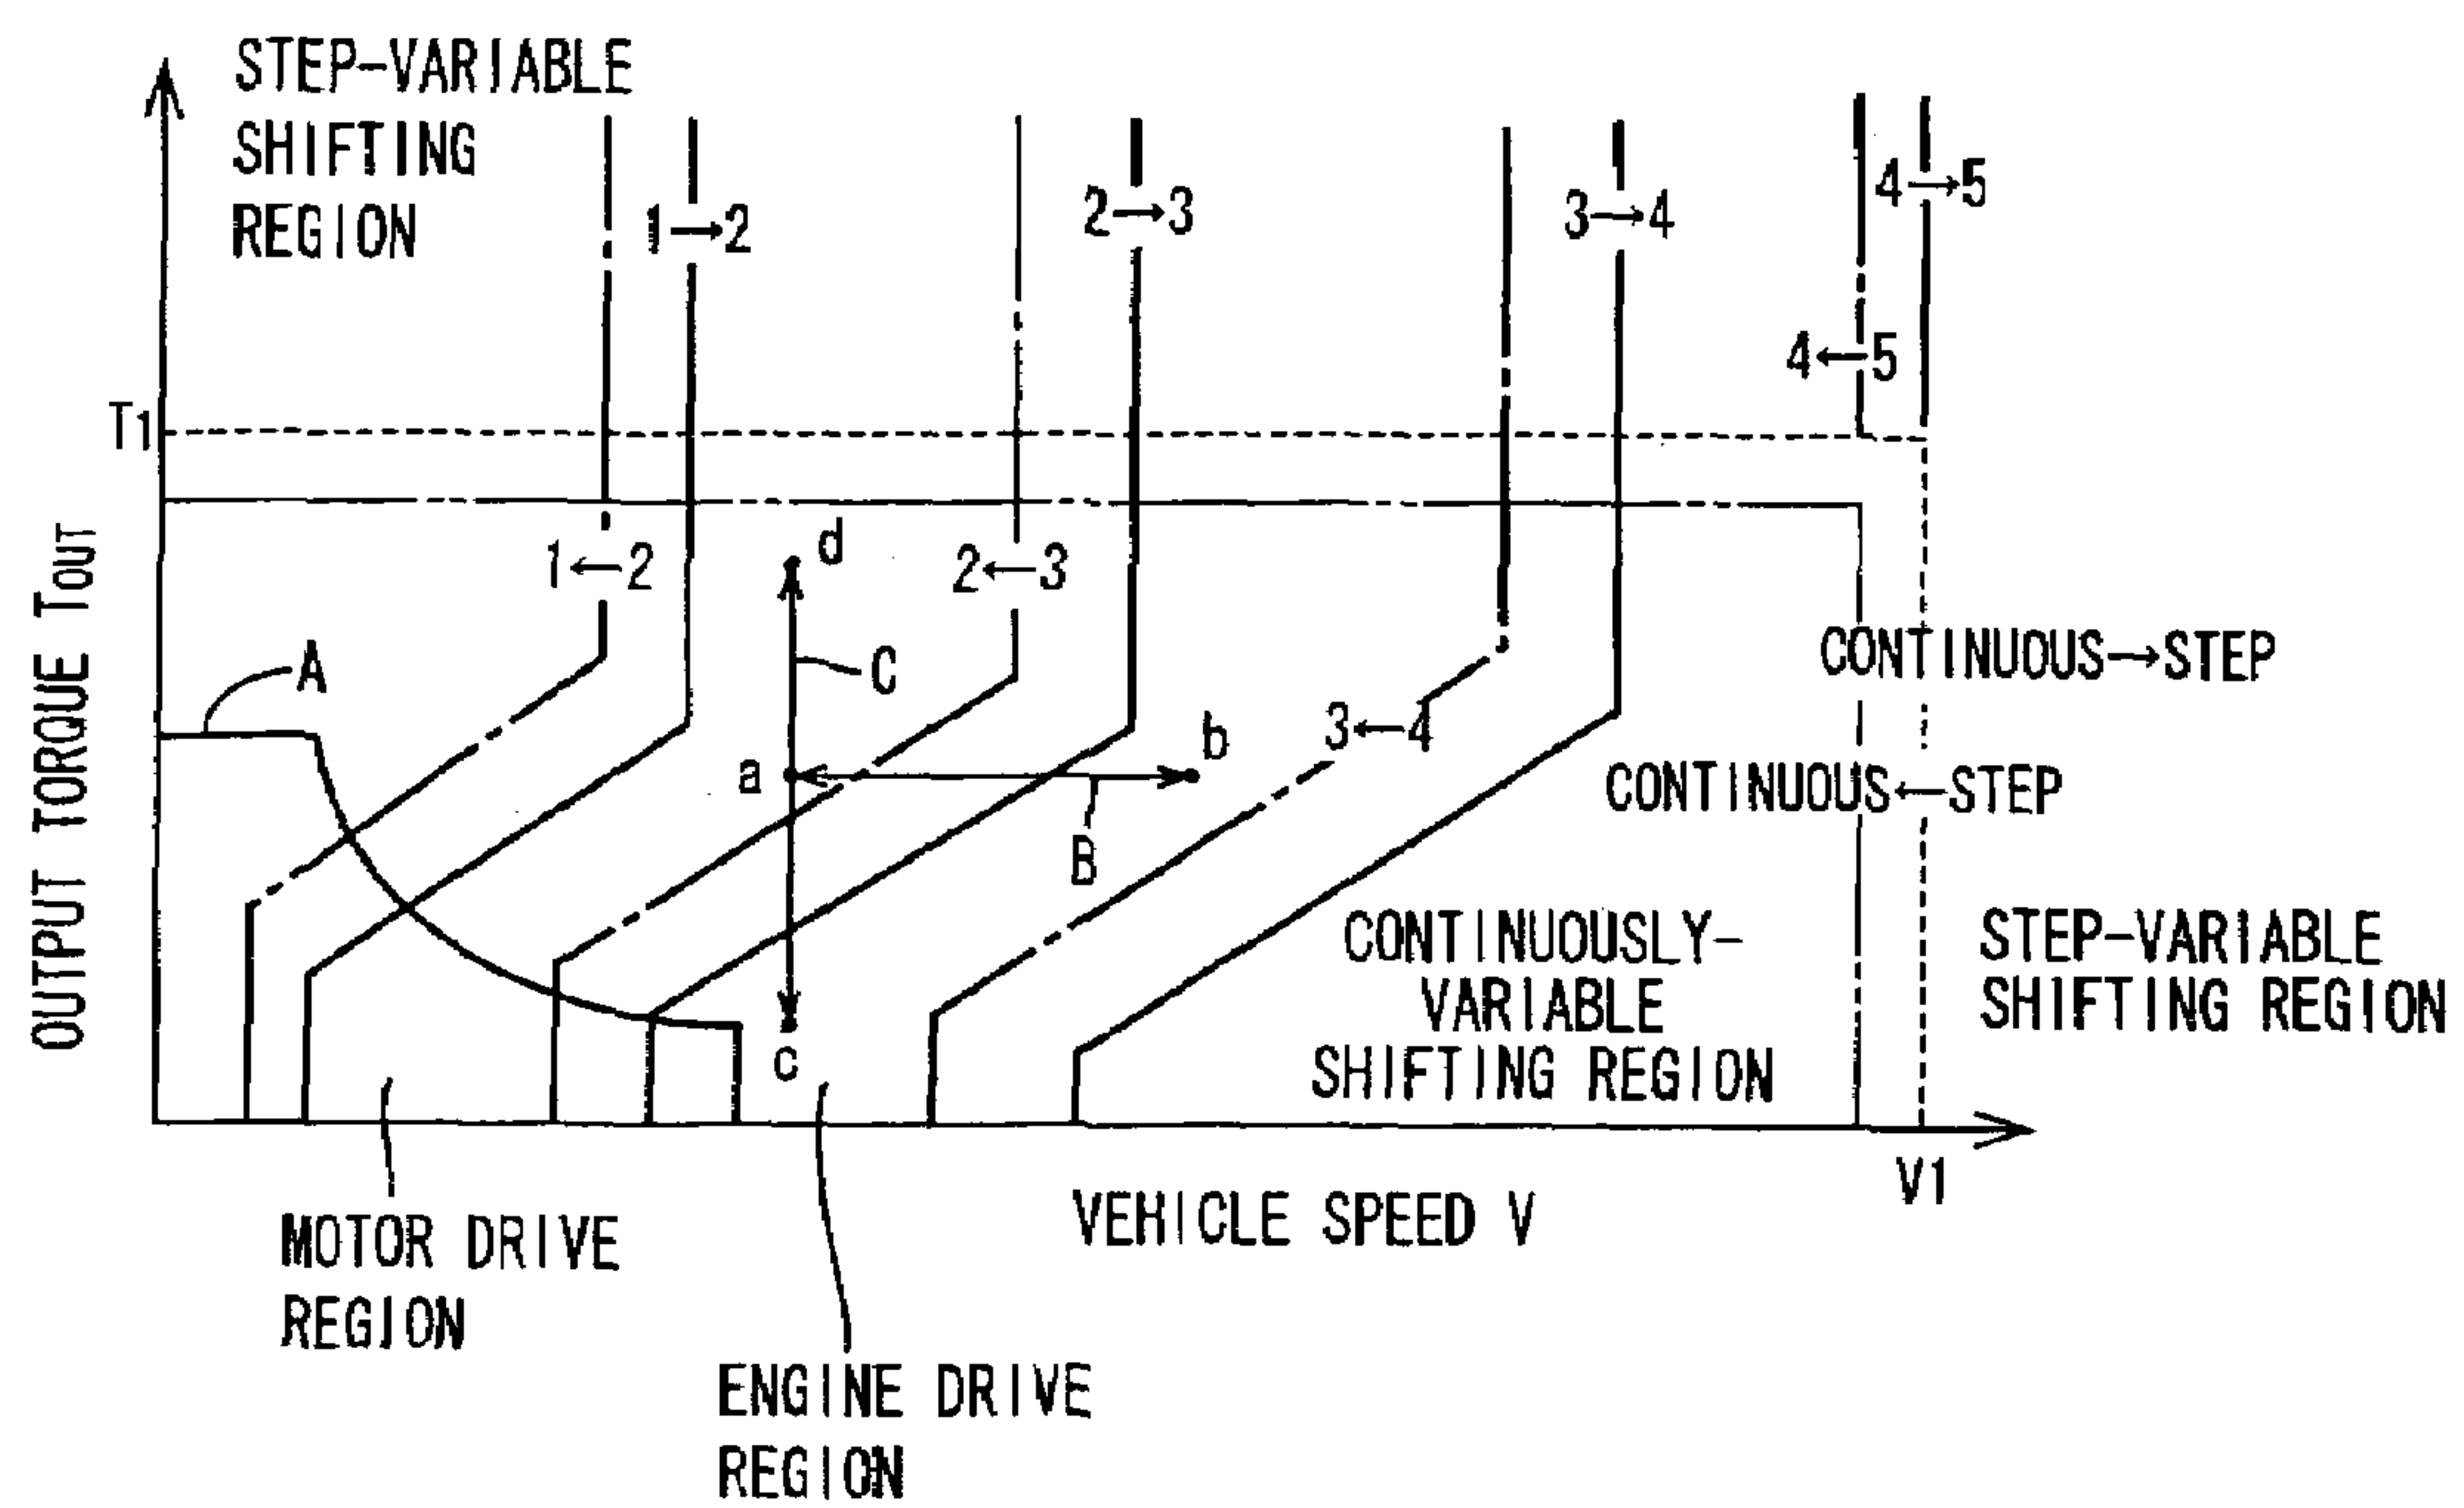 STEP-VARIABLE
SHIFTING
REGION
1→2
2→3
3→4
4→5
4←5
T1
1←2
d
2←3
OUTPUT TORQUE TOUT
A
C
CONTINUOUS→STEP
3←4
a
b
CONTINUOUS←STEP
B
CONTINUOUSLY-
VARIABLE
SHIFTING REGION
STEP-VARIABLE
SHIFTING REGION
c
V1
VEHICLE SPEED V
MOTOR DRIVE
REGION
ENGINE DRIVE
REGION